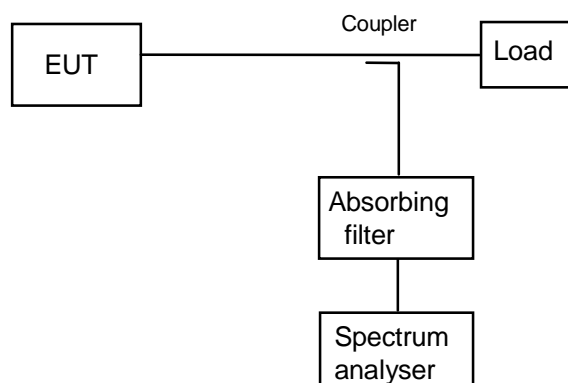 Coupler
EUT
Load
Absorbing
filter
Spectrum
analyser